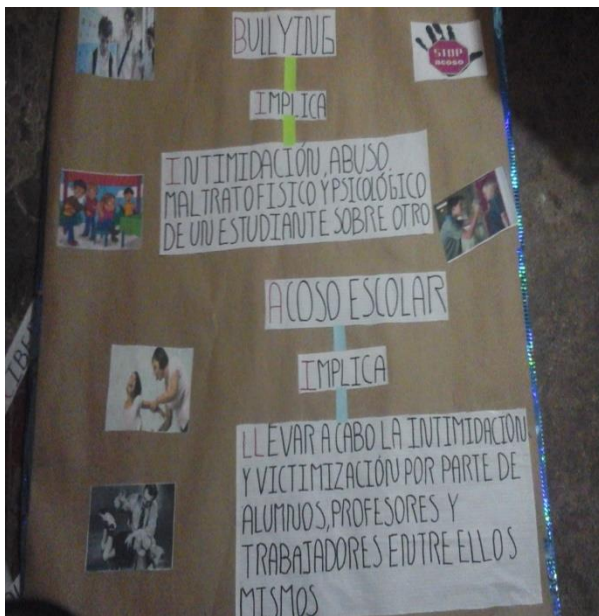 BULLYING
STOP
ACOSO
IMPLICA
INTIMIDACIÓN, ABUSO,
MALTRATO FISICO Y PSICOLÓGICO
DE UN ESTUDIANTE SOBRE OTRO
ACOSO ESCOLAR
IMPLICA
LLEVAR A CABO LA INTIMIDACIÓN
Y VICTIMIZACIÓN POR PARTE DE
ALUMNOS, PROFESORES Y
TRABAJADORES ENTRE ELLOS
MISMOS